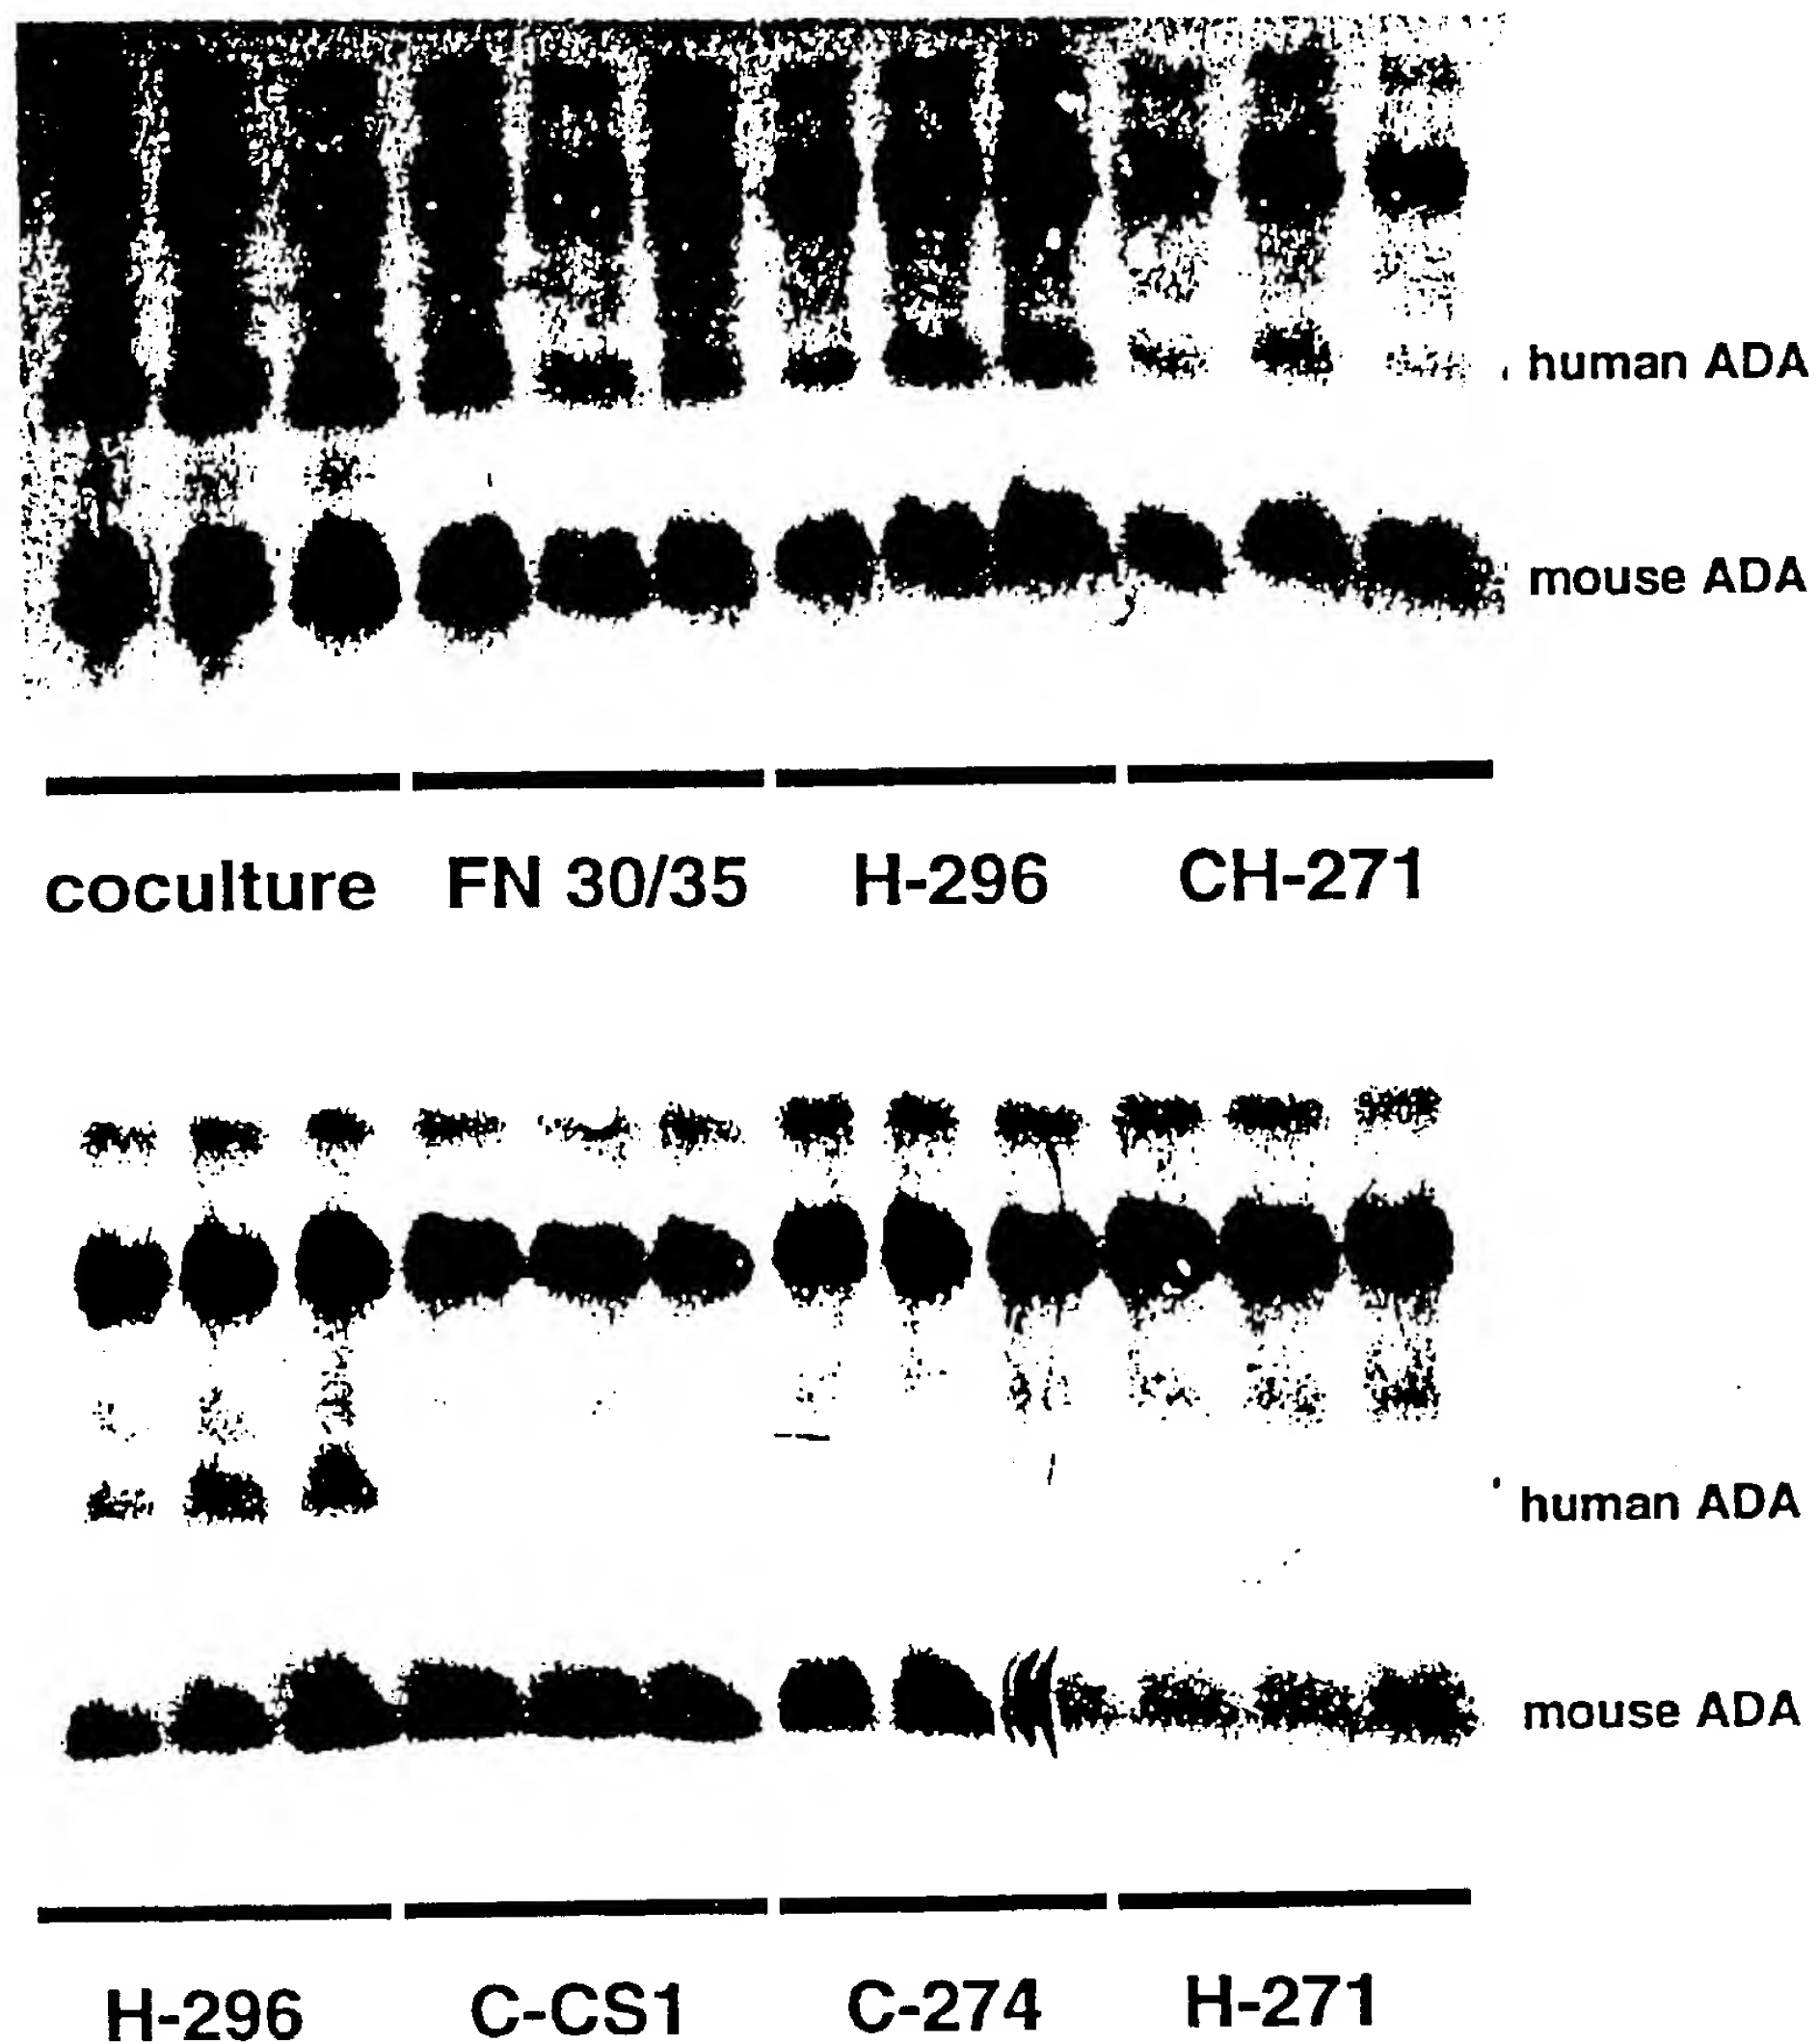 human ADA
mouse ADA
coculture FN 30/35 H-296 CH-271
human ADA
mouse ADA
H-296 C-CS1 C-274 H-271